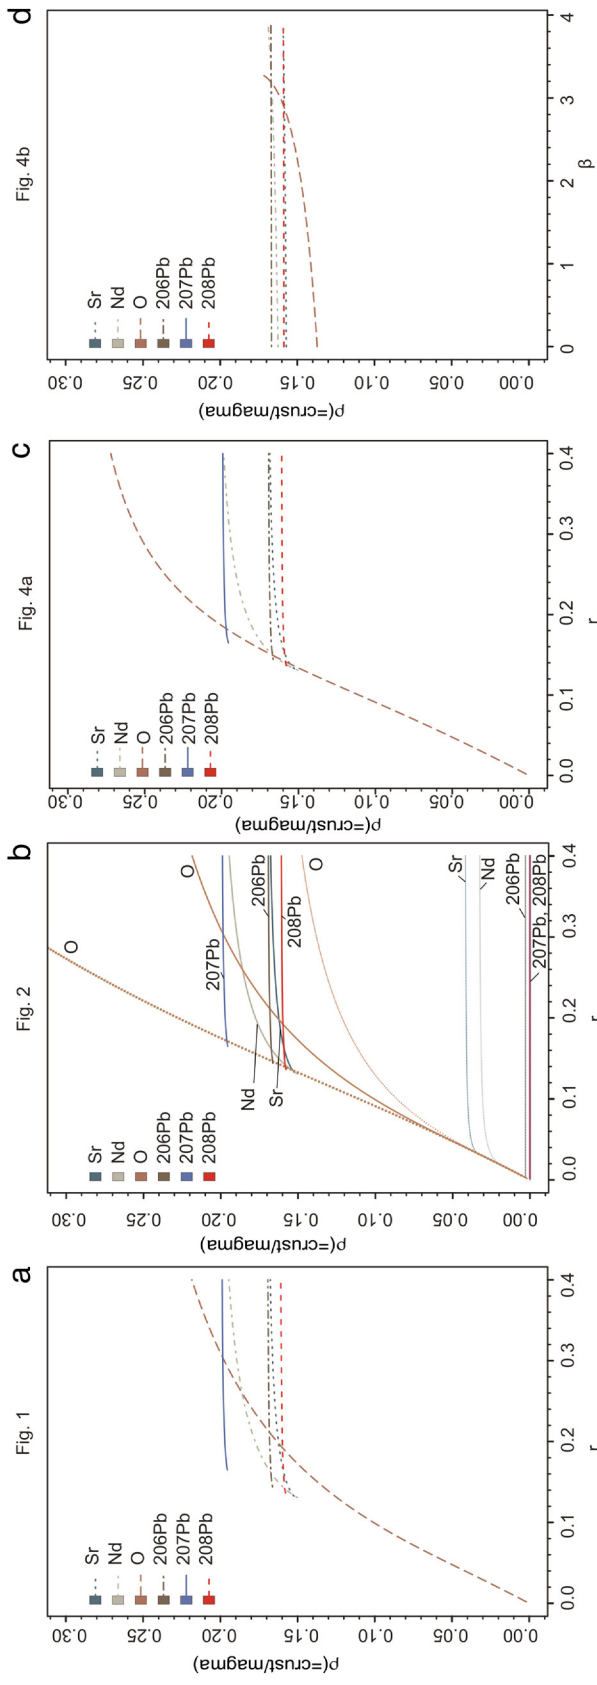 a
Fig. 1
Sr
Nd
O
206Pb
207Pb
208Pb
ρ(=crust/magma)
0.30
0.25
0.20
0.15
0.10
0.05
0.00
0.0 0.1 0.2 0.3 0.4
r
b
Fig. 2
Sr
Nd
O
206Pb
207Pb
208Pb
O
O
207Pb
206Pb
208Pb
Nd
Sr
O
Sr
Nd
206Pb
207Pb, 208Pb
ρ(=crust/magma)
0.30
0.25
0.20
0.15
0.10
0.05
0.00
0.0 0.1 0.2 0.3 0.4
r
c
Fig. 4a
Sr
Nd
O
206Pb
207Pb
208Pb
ρ(=crust/magma)
0.30
0.25
0.20
0.15
0.10
0.05
0.00
0.0 0.1 0.2 0.3 0.4
r
d
Fig. 4b
Sr
Nd
O
206Pb
207Pb
208Pb
ρ(=crust/magma)
0.30
0.25
0.20
0.15
0.10
0.05
0.00
0 1 2 3 4
β